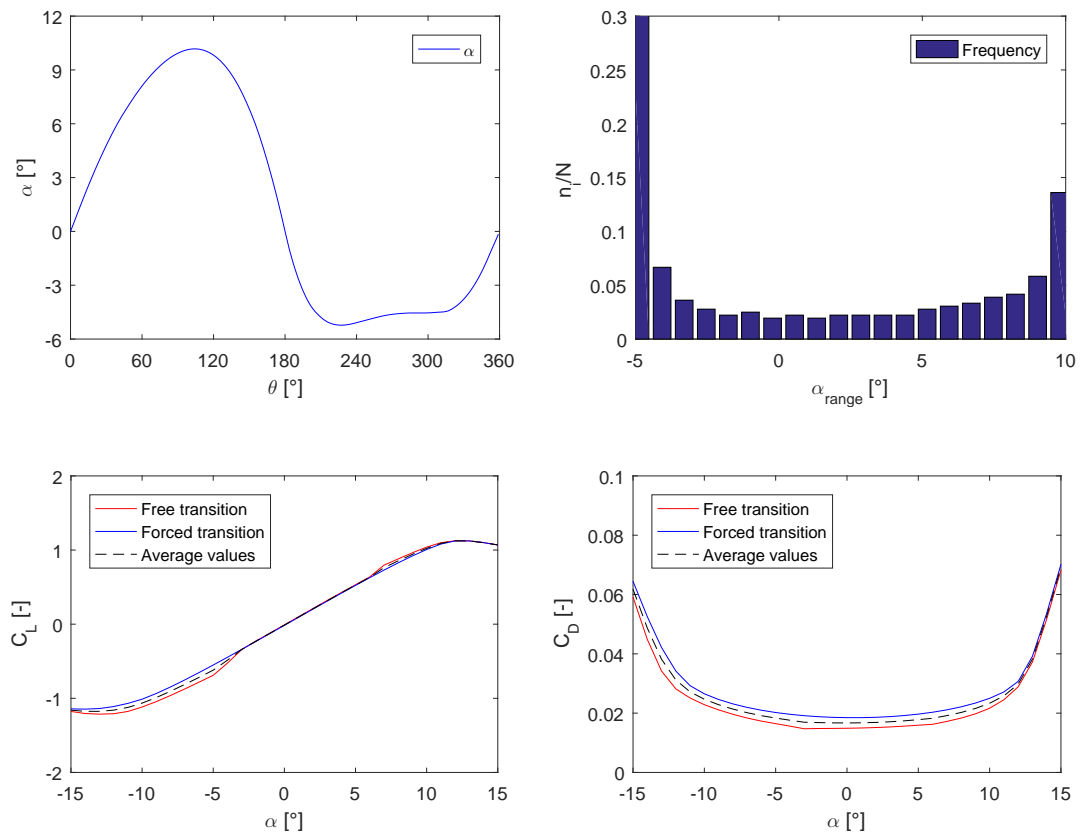 12
9
6
3
0
-3
-6
α [°]
α
0 60 120 180 240 300 360
θ [°]
0.3
0.25
0.2
0.15
0.1
0.05
0
n_i/N
Frequency
-5 0 5 10
α_range [°]
2
1
0
-1
-2
C_L [-]
Free transition
Forced transition
Average values
-15 -10 -5 0 5 10 15
α [°]
0.1
0.08
0.06
0.04
0.02
0
C_D [-]
Free transition
Forced transition
Average values
-15 -10 -5 0 5 10 15
α [°]